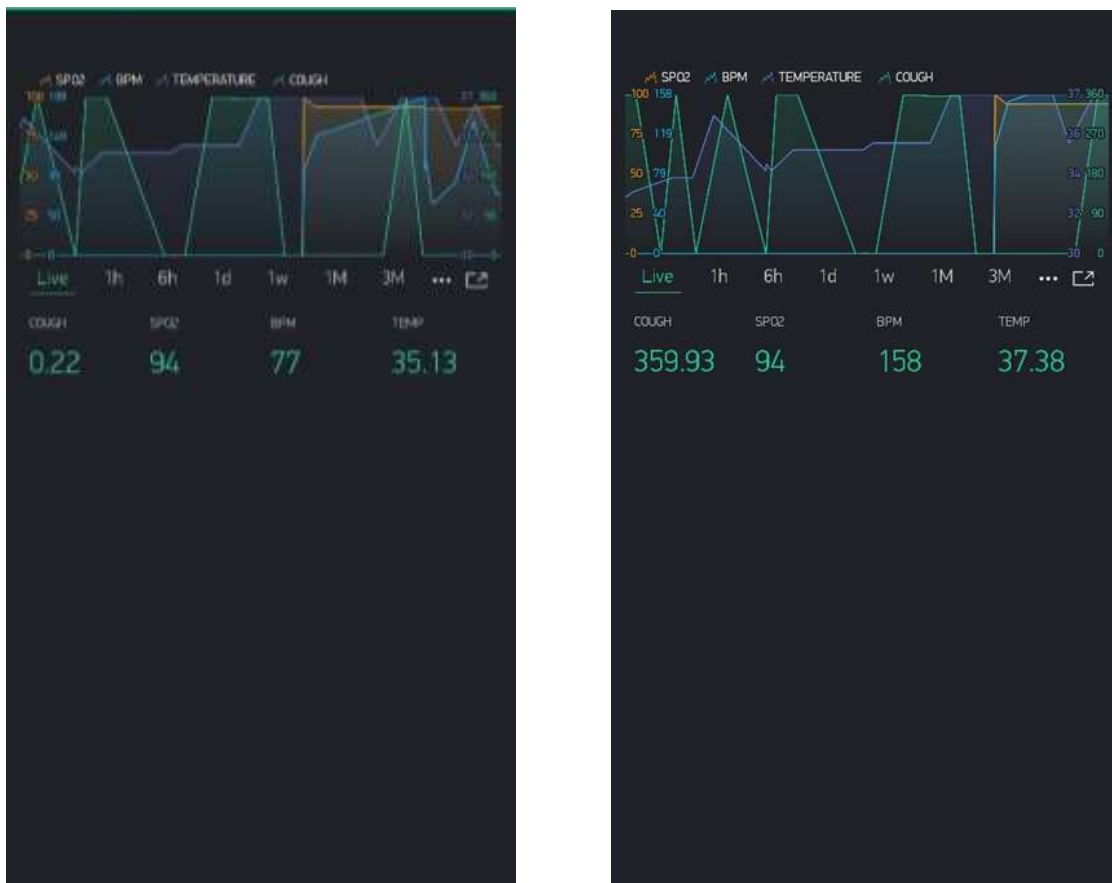 SPO2 BPM TEMPERATURE COUGH
Live 1h 6h 1d 1w 1M 3M •••
COUGH SPO2 BPM TEMP
0.22 94 77 35.13
SPO2 BPM TEMPERATURE COUGH
100 158 37. 360
75 119 36 270
50 79 34 180
25 40 32 90
0 0 30 0
Live 1h 6h 1d 1w 1M 3M •••
COUGH SPO2 BPM TEMP
359.93 94 158 37.38